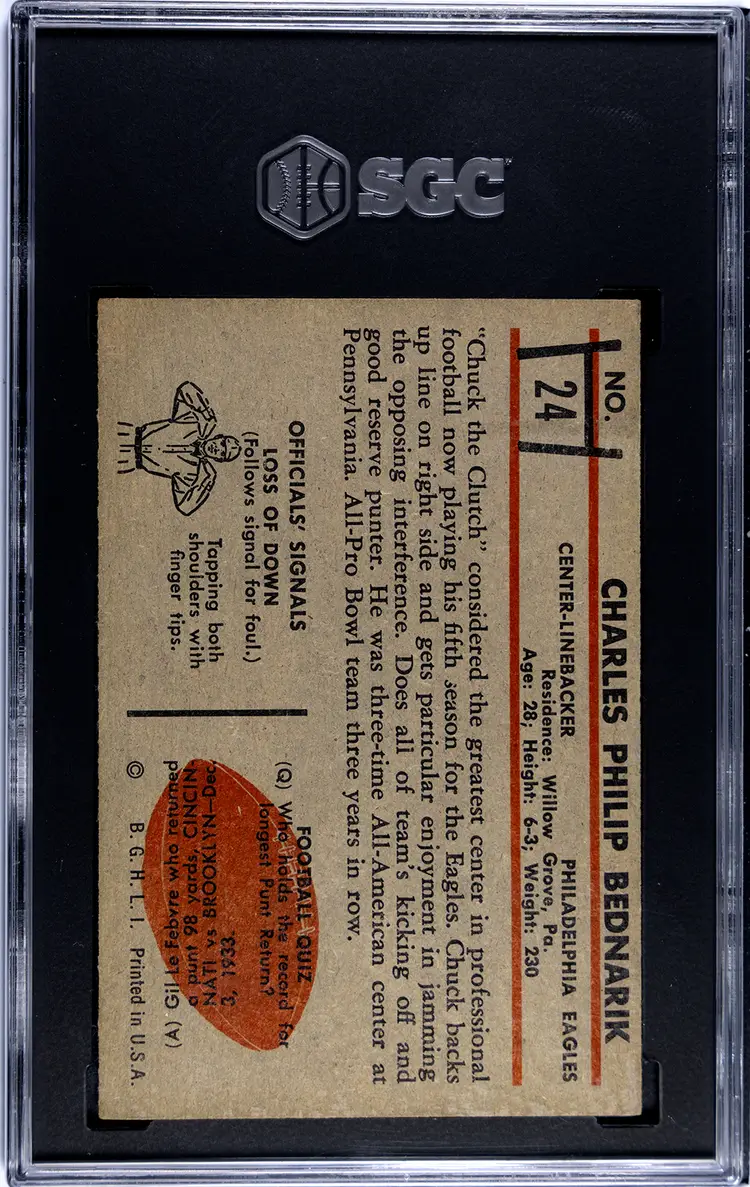 SGC
NO.
24
CHARLES PHILIP BEDNARIK
CENTER-LINEBACKER PHILADELPHIA EAGLES
Residence: Willow Grove, Pa.
Age: 28; Height: 6-3; Weight: 230
"Chuck the Clutch" considered the greatest center in professional
football now playing his fifth season for the Eagles. Chuck backs
up line on right side and gets particular enjoyment in jamming
the opposing interference. Does all of team's kicking off and
good reserve punter. He was three-time All-American center at
Pennsylvania. All-Pro Bowl team three years in row.
OFFICIALS' SIGNALS
LOSS OF DOWN
(Follows signal for foul.)
Tapping both
shoulders with
finger tips.
FOOTBALL QUIZ
(Q) Who holds the record for
longest Punt Return?
(A) Gil Le Febvre who returned
a punt 98 yards. CINCIN
NATI vs BROOKLYN—Dec.
3, 1933.
© B. G. H. L. I. Printed in U.S.A.